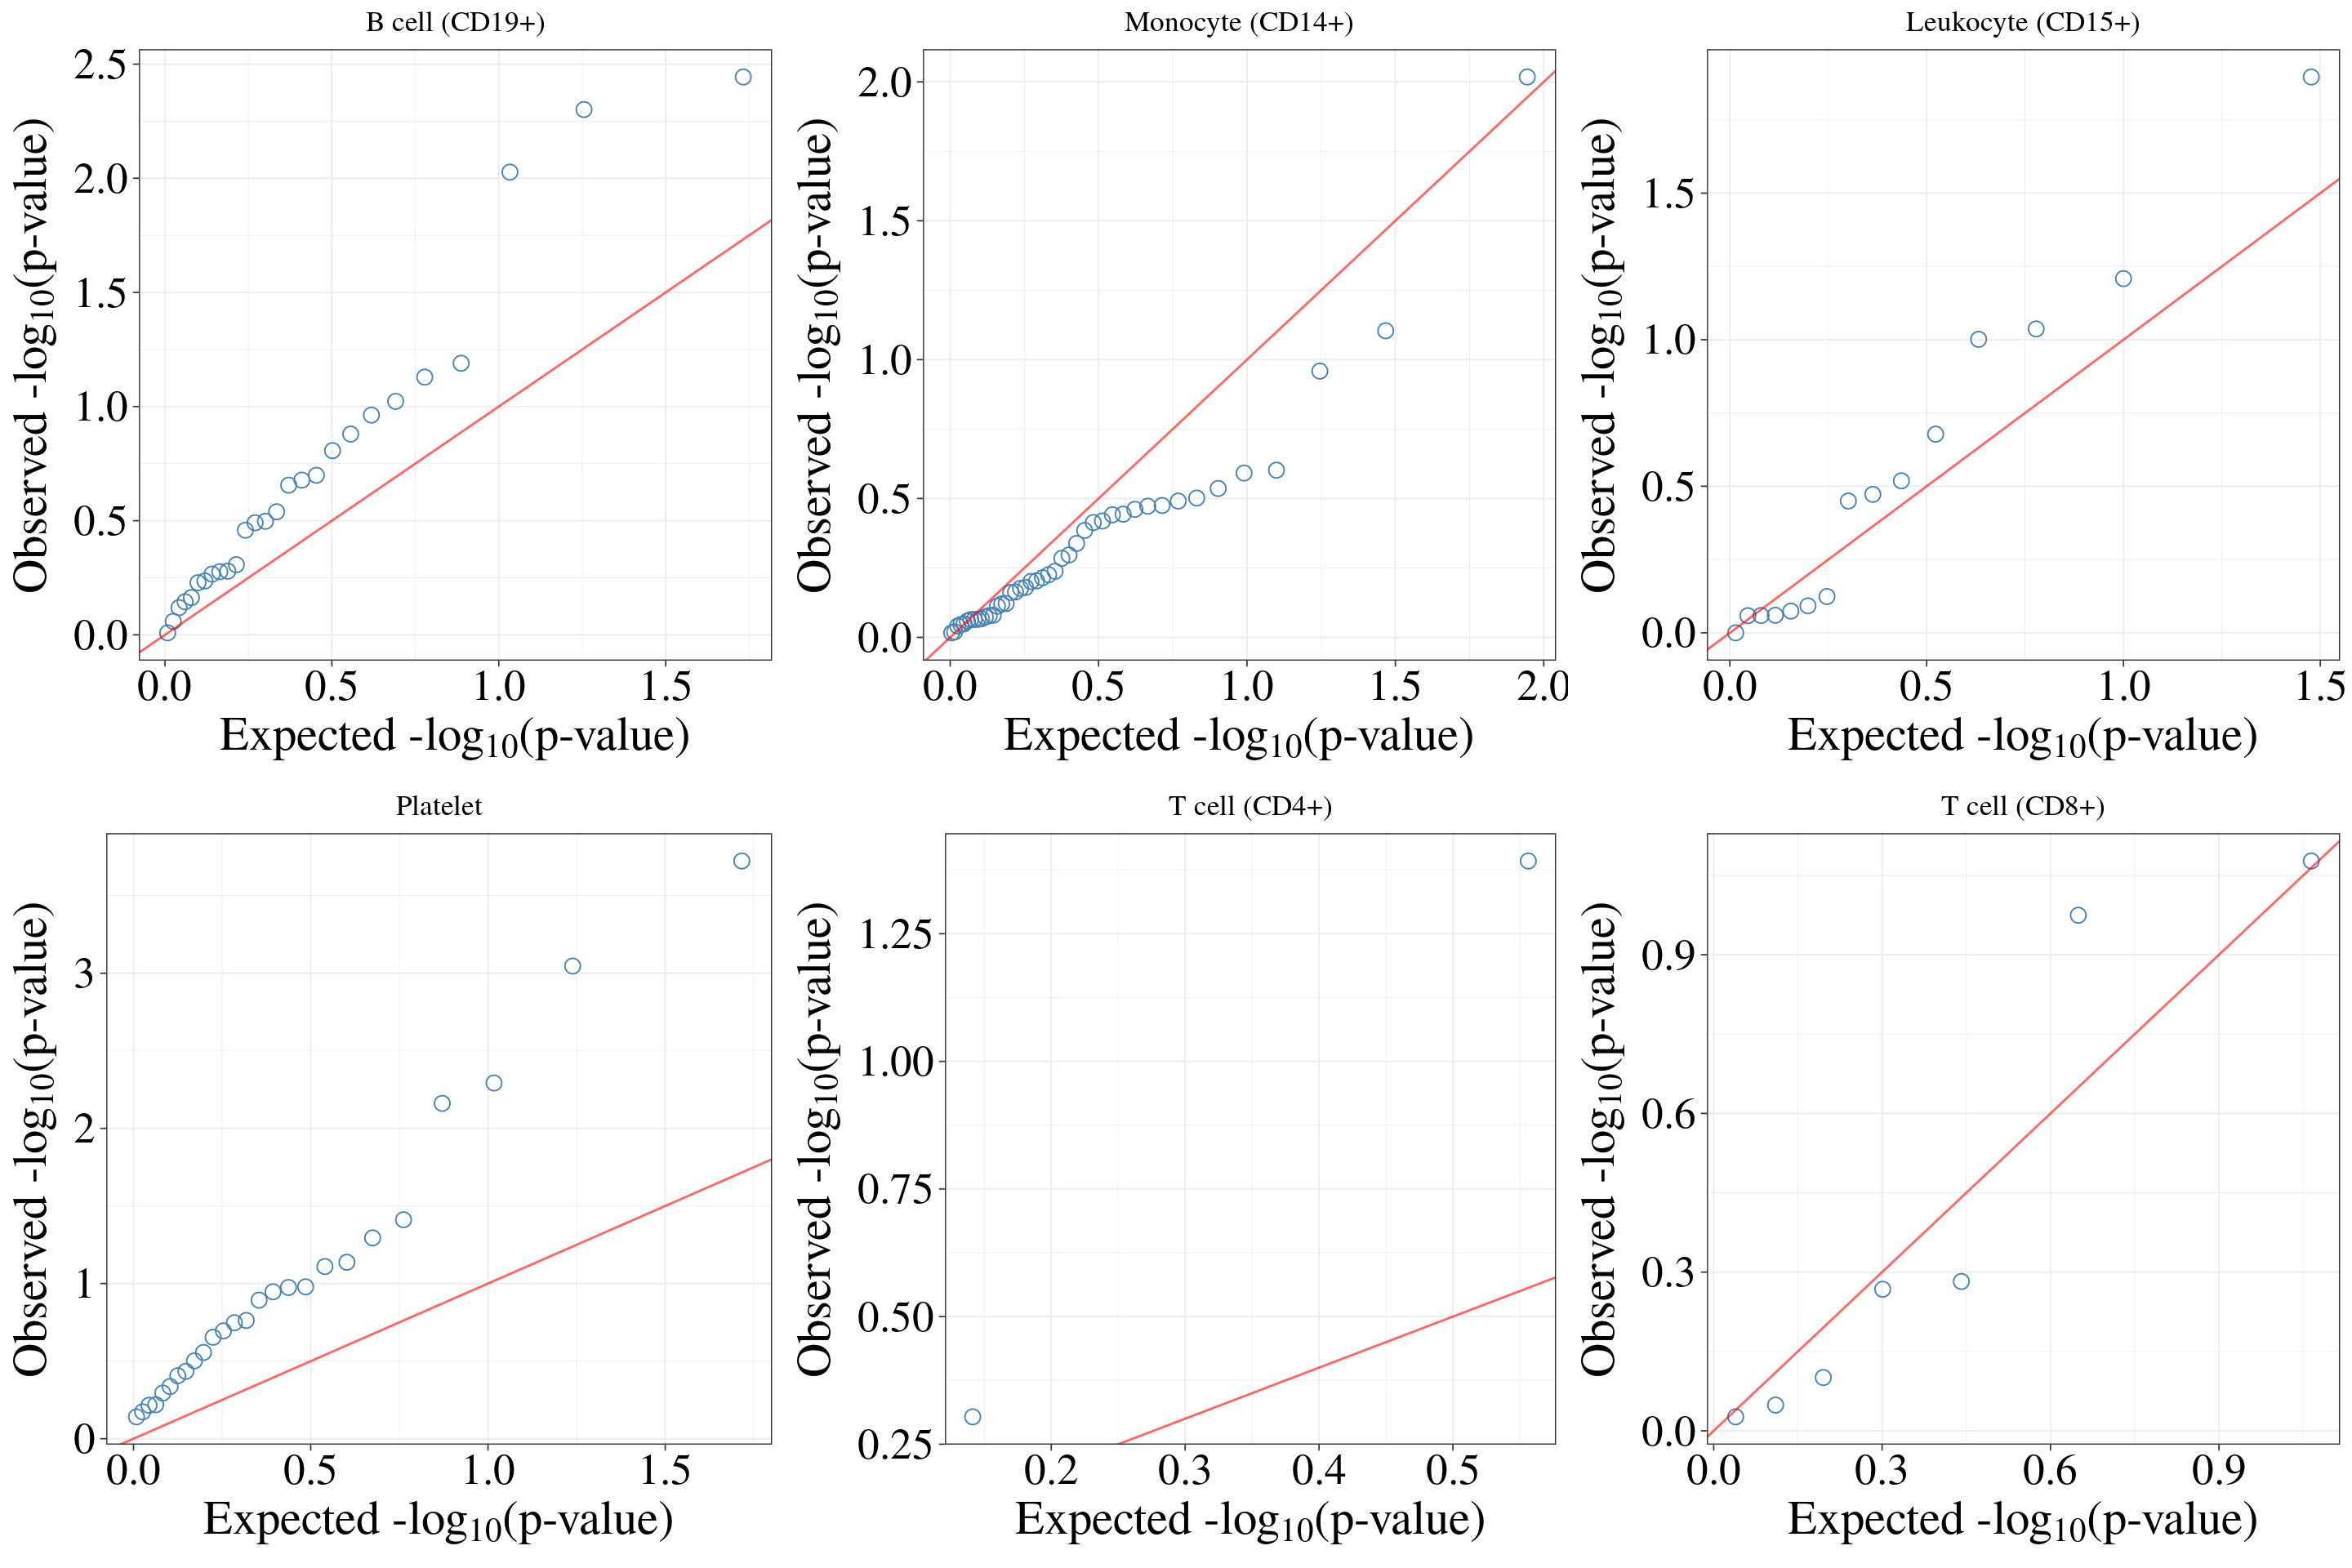 B cell (CD19+)
Observed -log10(p-value)
2.5
2.0
1.5
1.0
0.5
0.0
0.0 0.5 1.0 1.5
Expected -log10(p-value)
Monocyte (CD14+)
Observed -log10(p-value)
2.0
1.5
1.0
0.5
0.0
0.0 0.5 1.0 1.5 2.0
Expected -log10(p-value)
Leukocyte (CD15+)
Observed -log10(p-value)
1.5
1.0
0.5
0.0
0.0 0.5 1.0 1.5
Expected -log10(p-value)
Platelet
Observed -log10(p-value)
3
2
1
0
0.0 0.5 1.0 1.5
Expected -log10(p-value)
T cell (CD4+)
Observed -log10(p-value)
1.25
1.00
0.75
0.50
0.25
0.2 0.3 0.4 0.5
Expected -log10(p-value)
T cell (CD8+)
Observed -log10(p-value)
0.9
0.6
0.3
0.0
0.0 0.3 0.6 0.9
Expected -log10(p-value)